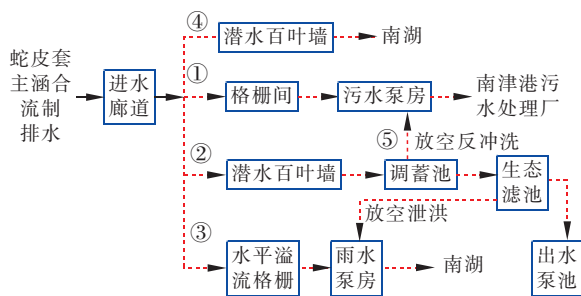 ④
潜水百叶墙
南湖
蛇皮套
主涵合
流制
排水
进水
廊道
①
格栅间
污水泵房
南津港污
水处理厂
⑤
放空反冲洗
②
潜水百叶墙
调蓄池
生态
滤池
放空泄洪
③
水平溢
流格栅
雨水
泵房
南湖
出水
泵池